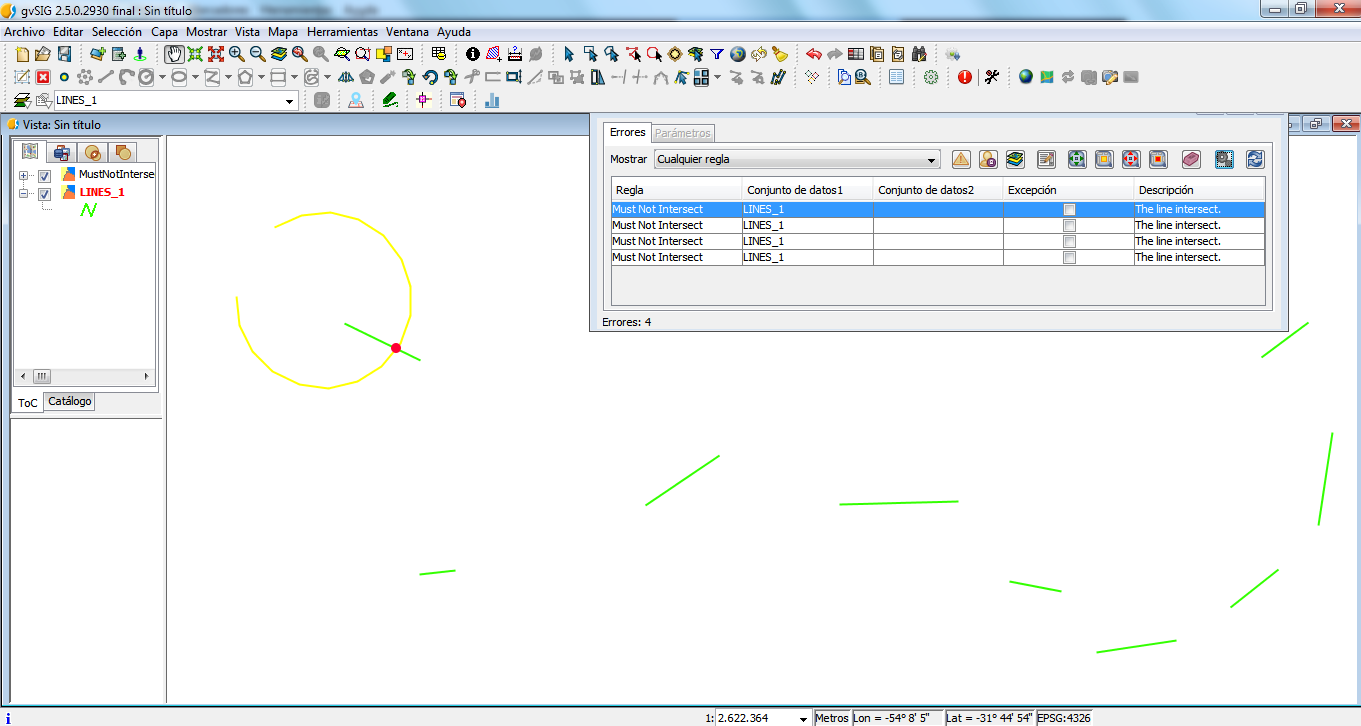 gvSIG 2.5.0.2930 final : Sin título
Archivo Editar Selección Capa Mostrar Vista Mapa Herramientas Ventana Ayuda
LINES_1
Vista: Sin título
MustNotInterse
LINES_1
ToC Catálogo
Errores Parámetros
Mostrar Cualquier regla
Regla Conjunto de datos1 Conjunto de datos2 Excepción Descripción
Must Not Intersect LINES_1 The line intersect.
Must Not Intersect LINES_1 The line intersect.
Must Not Intersect LINES_1 The line intersect.
Must Not Intersect LINES_1 The line intersect.
Errores: 4
1: 2.622.364 Metros Lon = -54° 8' 5" Lat = -31° 44' 54" EPSG:4326